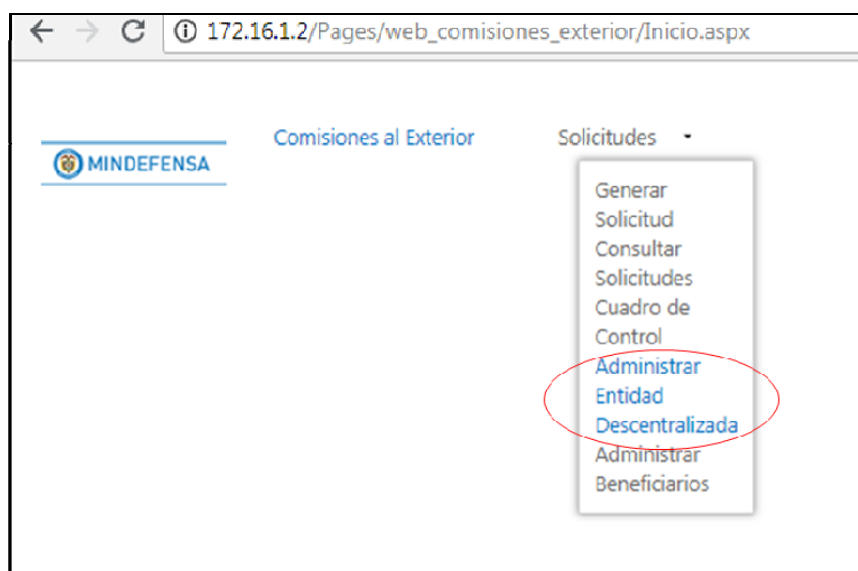 172.16.1.2/Pages/web_comisiones_exterior/Inicio.aspx
MINDEFENSA
Comisiones al Exterior
Solicitudes
Generar
Solicitud
Consultar
Solicitudes
Cuadro de
Control
Administrar
Entidad
Descentralizada
Administrar
Beneficiarios